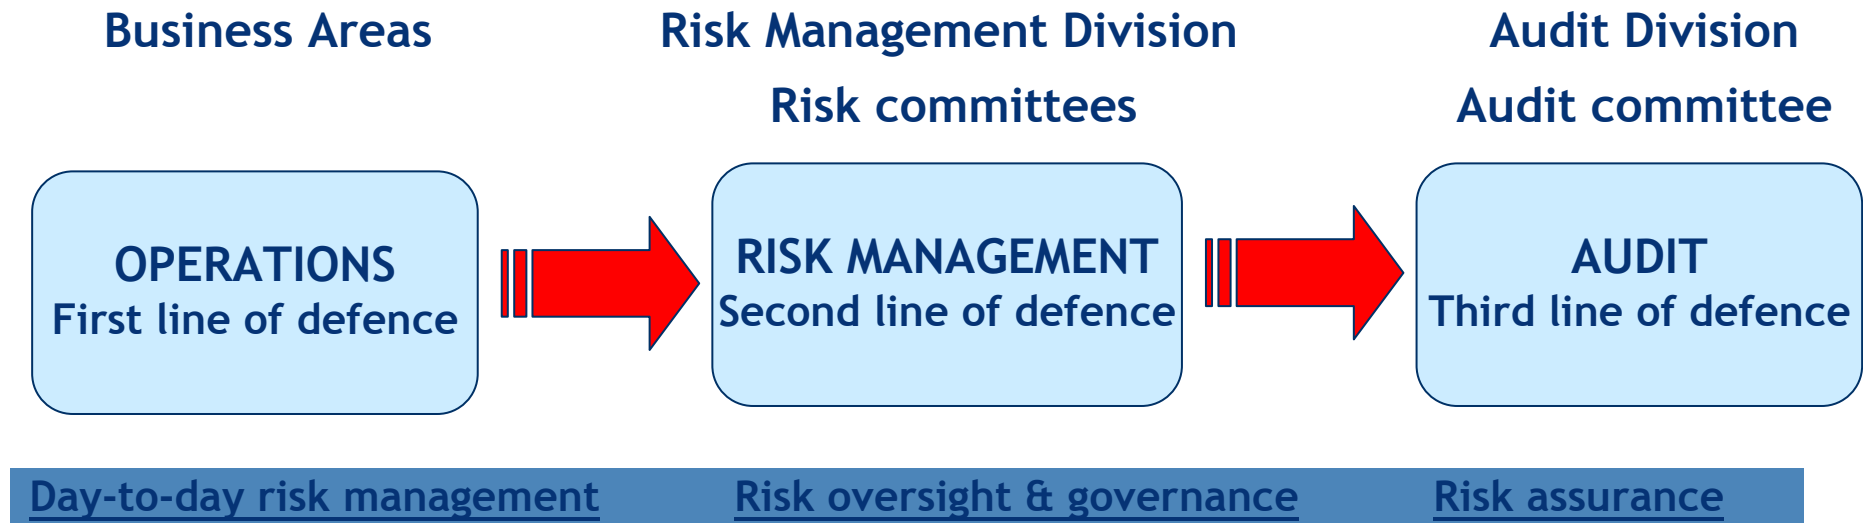 Business Areas
Risk Management Division
Audit Division
Risk committees
Audit committee
OPERATIONS
First line of defence
RISK MANAGEMENT
Second line of defence
AUDIT
Third line of defence
Day-to-day risk management
Risk oversight & governance
Risk assurance